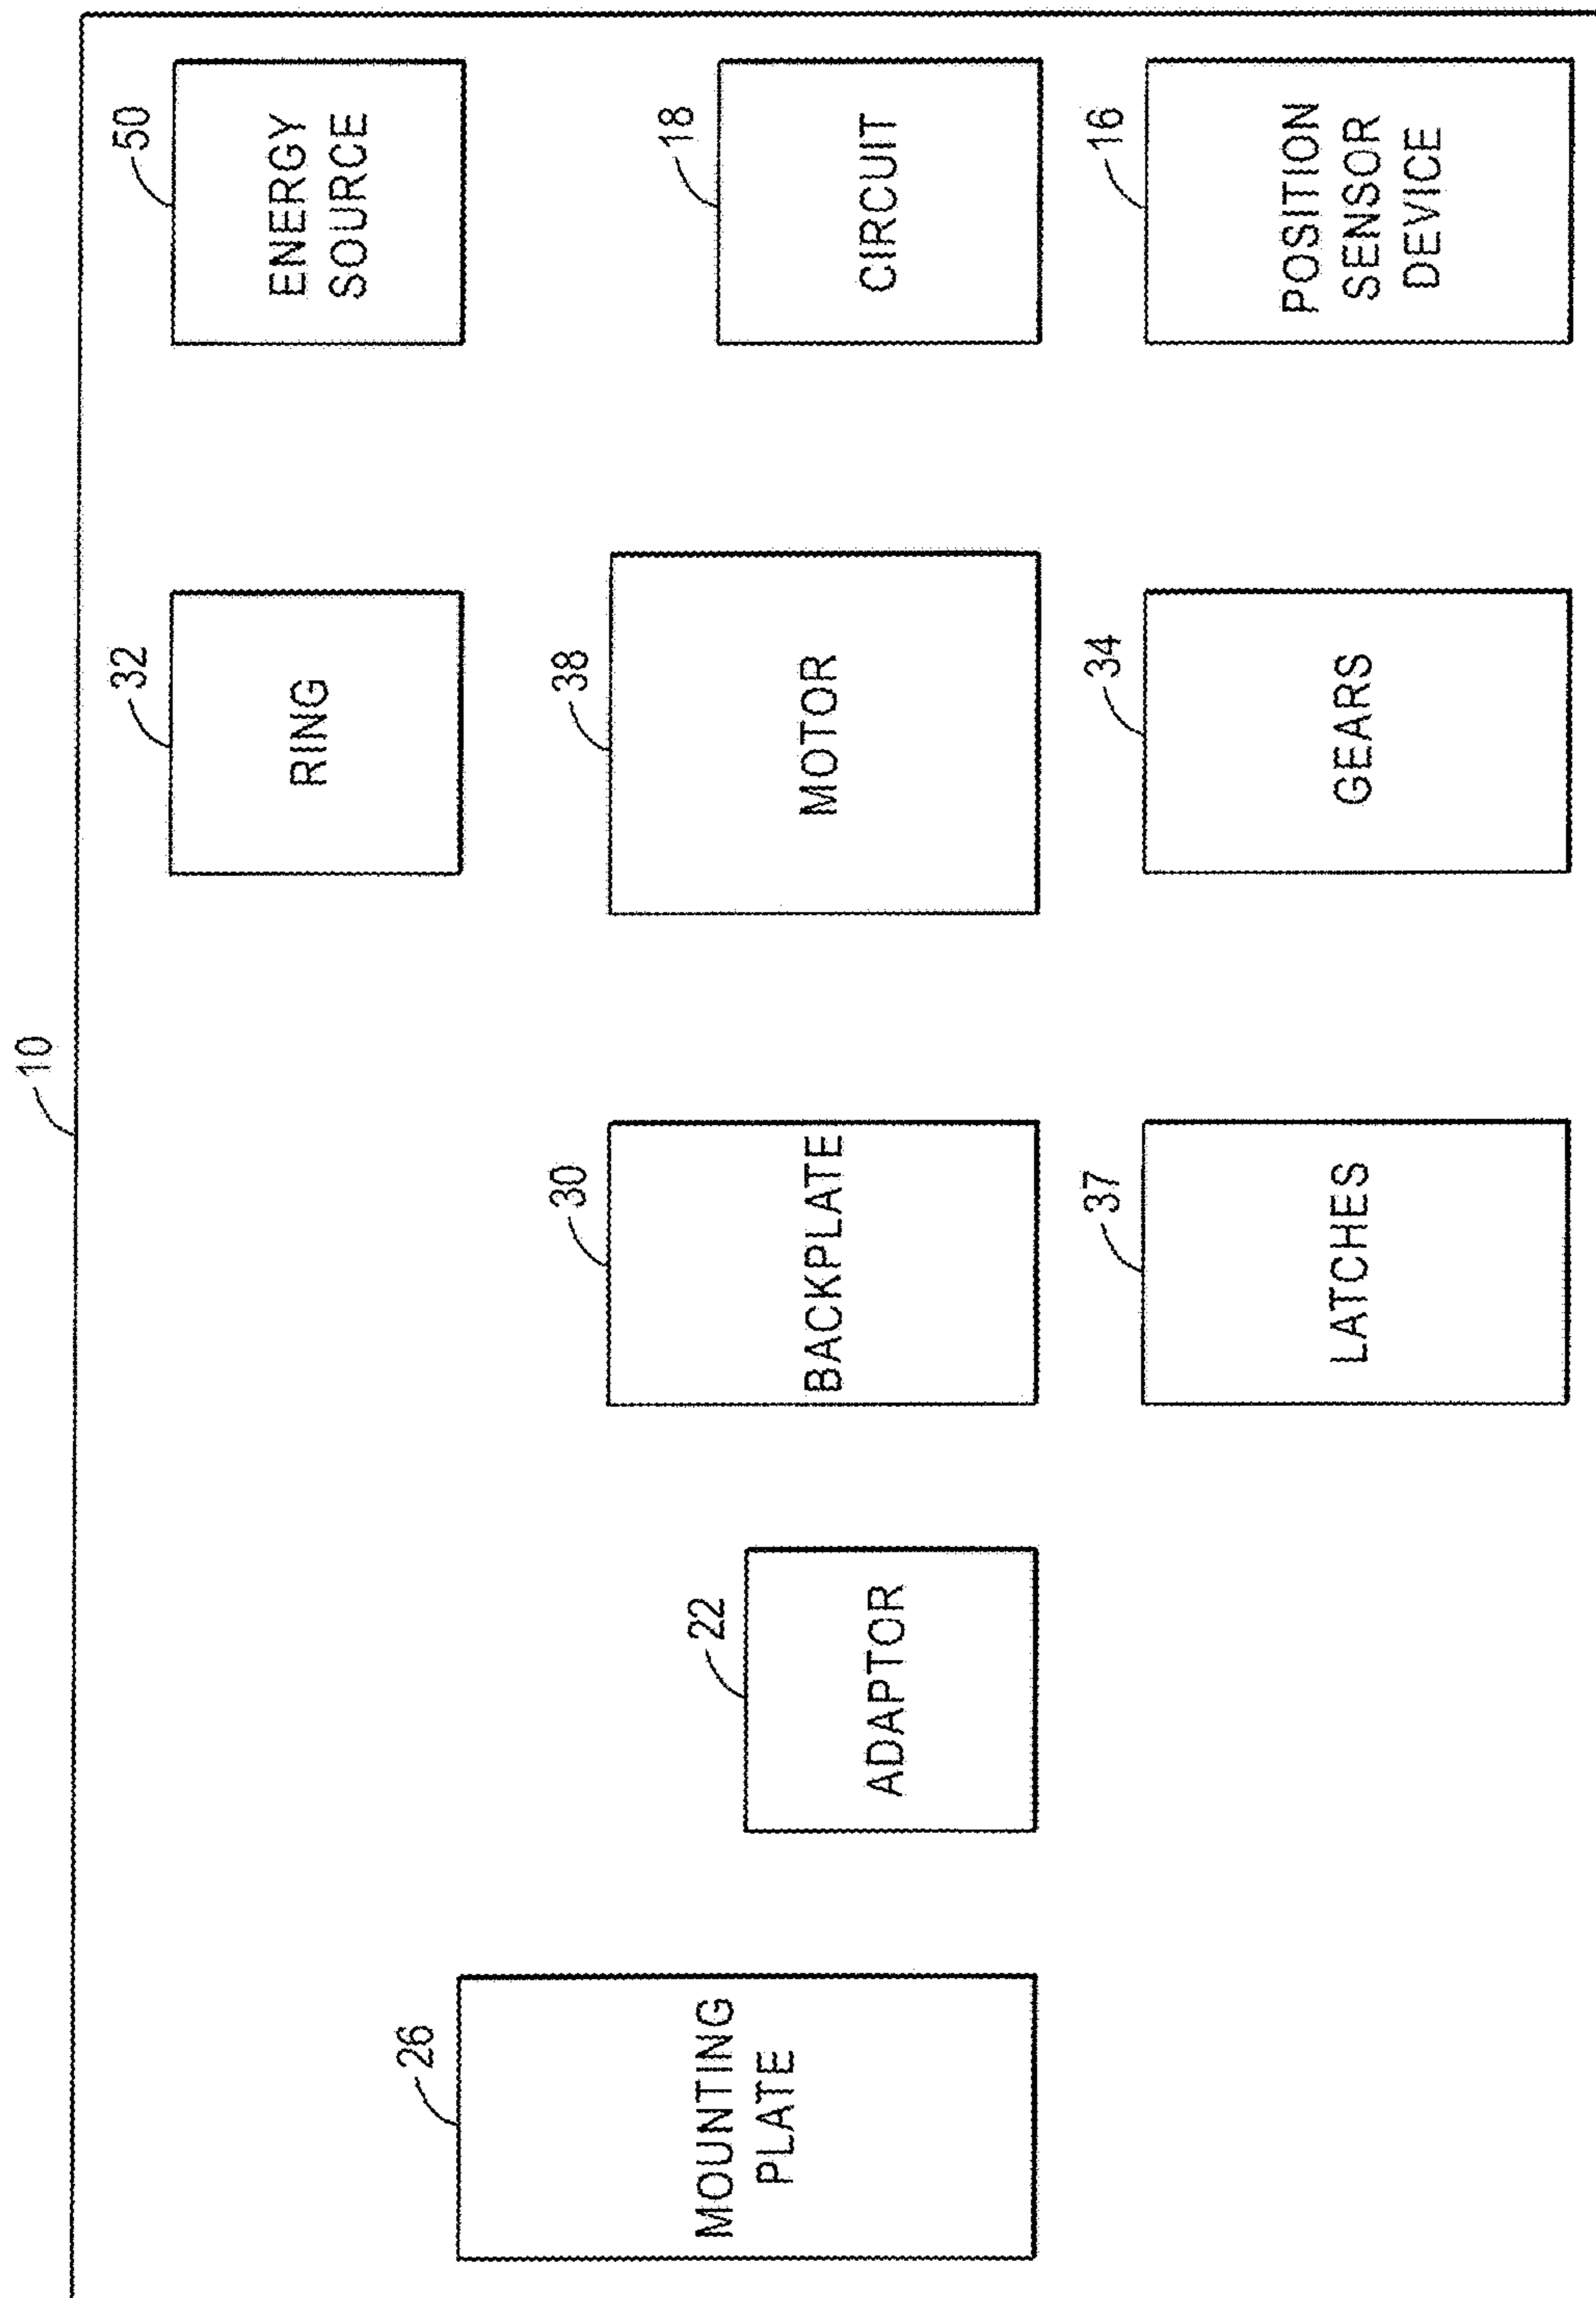 10
32
RING
50
ENERGY
SOURCE
26
MOUNTING
PLATE
22
ADAPTOR
30
BACKPLATE
38
MOTOR
18
CIRCUIT
37
LATCHES
34
GEARS
16
POSITION
SENSOR
DEVICE